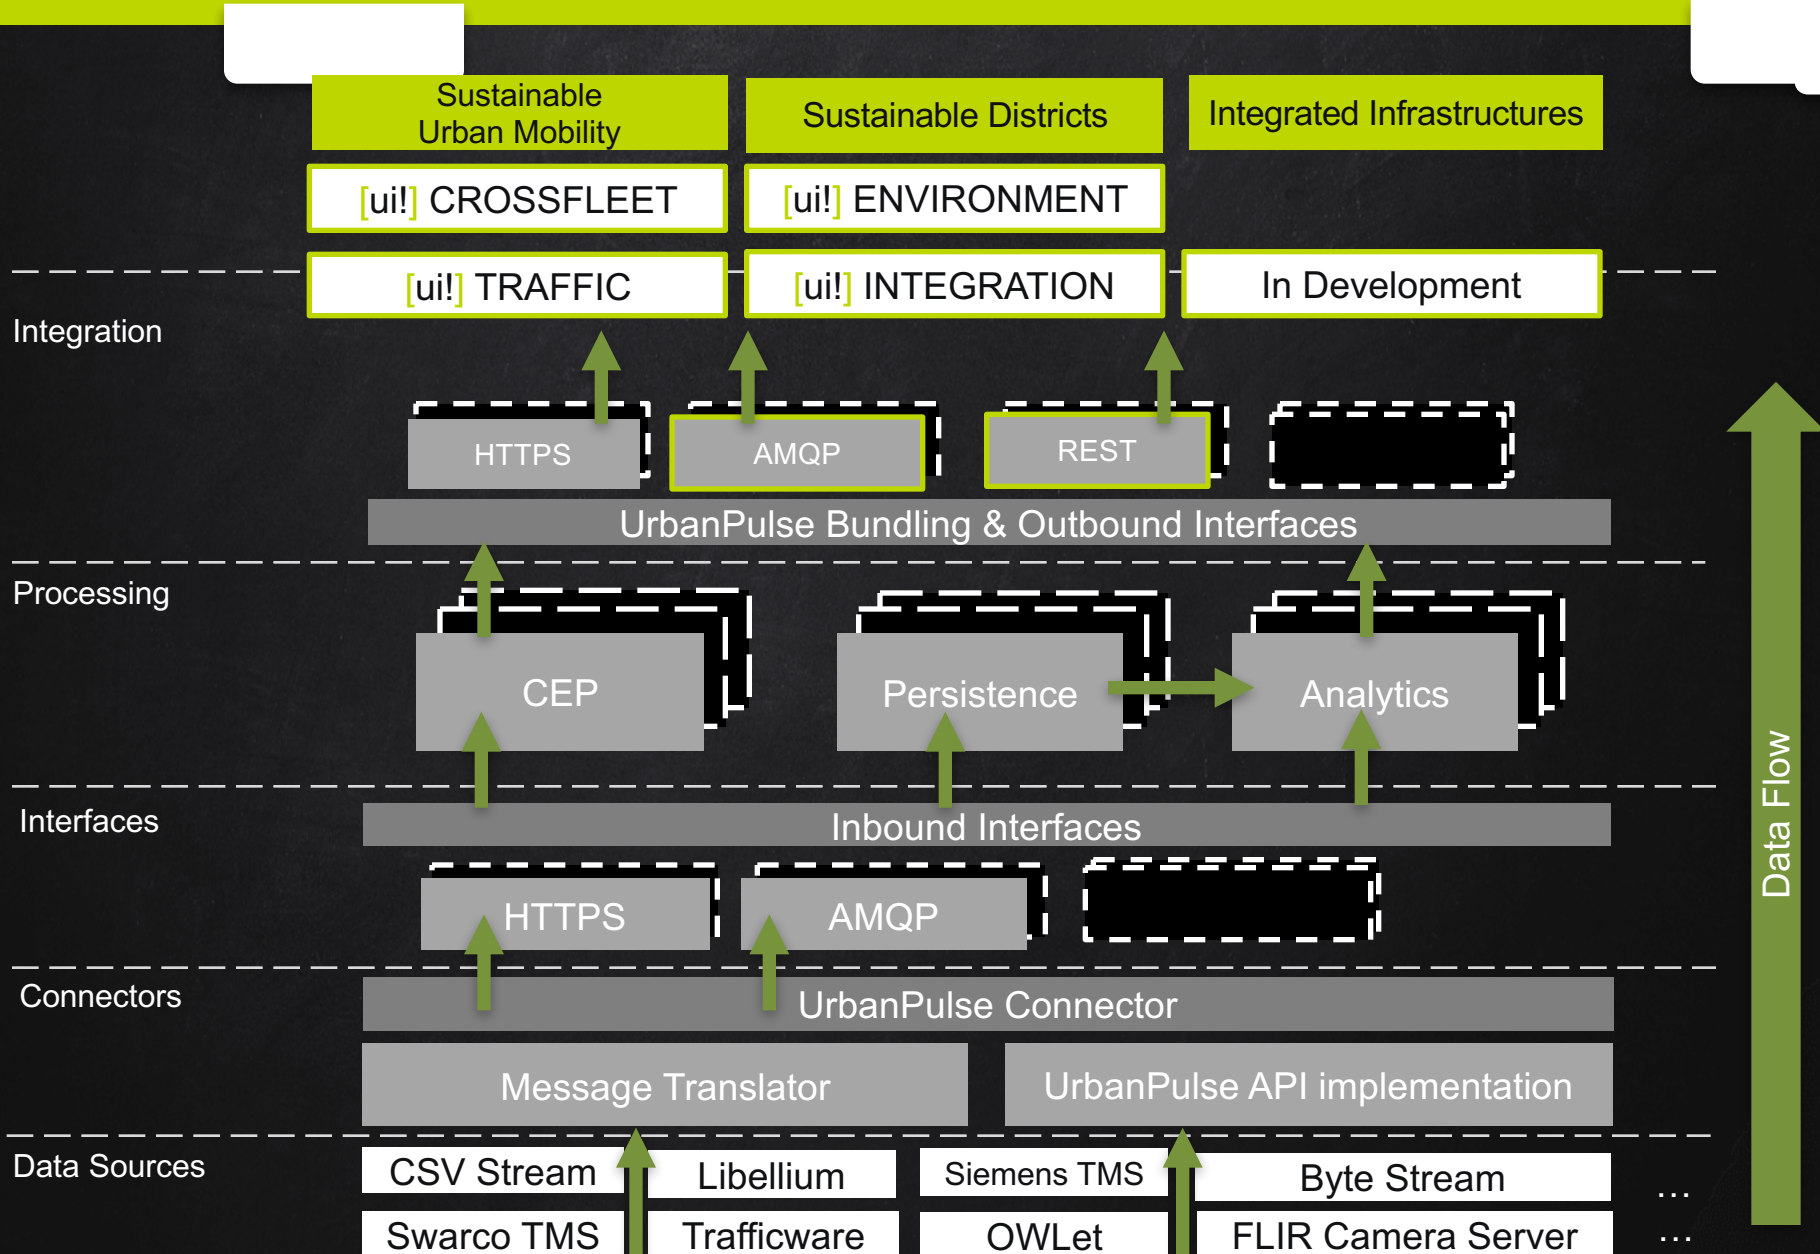 Sustainable
Urban Mobility
Sustainable Districts
Integrated Infrastructures
[ui!] CROSSFLEET
[ui!] ENVIRONMENT
[ui!] TRAFFIC
[ui!] INTEGRATION
In Development
Integration
HTTPS
AMQP
REST
UrbanPulse Bundling & Outbound Interfaces
Processing
CEP
Persistence
Analytics
Data Flow
Interfaces
Inbound Interfaces
HTTPS
AMQP
Connectors
UrbanPulse Connector
Message Translator
UrbanPulse API implementation
Data Sources
CSV Stream
Libellium
Siemens TMS
Byte Stream
...
Swarco TMS
Trafficware
OWLet
FLIR Camera Server
...